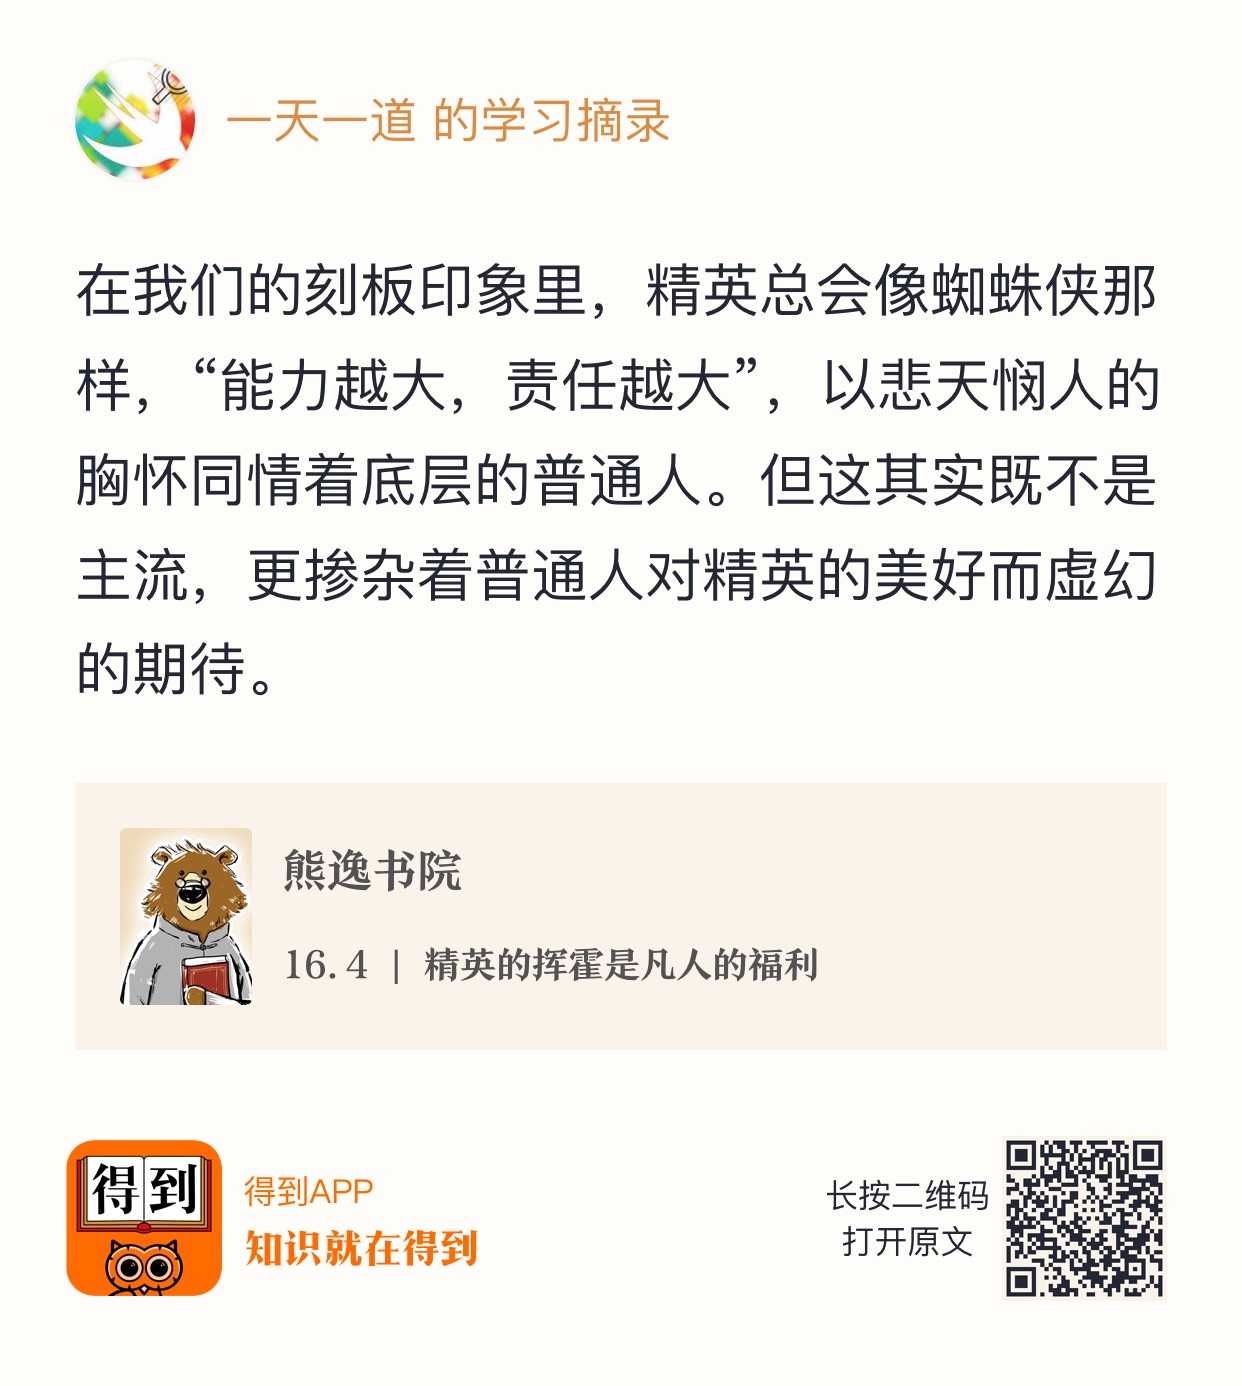 一天一道 的学习摘录
在我们的刻板印象里，精英总会像蜘蛛侠那
样，“能力越大，责任越大”，以悲天悯人的
胸怀同情着底层的普通人。但这其实既不是
主流，更掺杂着普通人对精英的美好而虚幻
的期待。
熊逸书院
16.4 | 精英的挥霍是凡人的福利
得到
得到APP
知识就在得到
长按二维码
打开原文